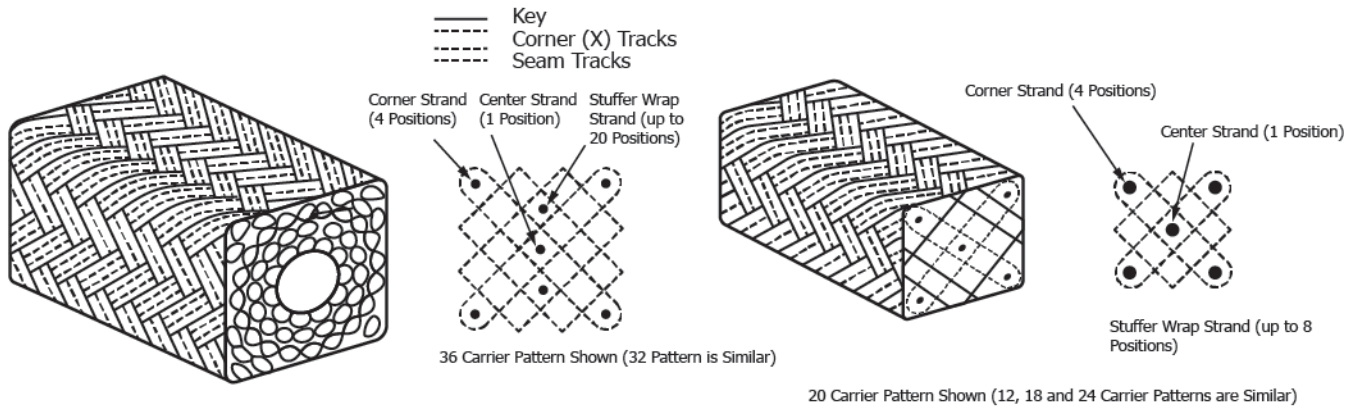 Key
Corner (X) Tracks
Seam Tracks
Corner Strand
(4 Positions)
Center Strand
(1 Position)
Stuffer Wrap
Strand (up to
20 Positions)
36 Carrier Pattern Shown (32 Pattern is Similar)
Corner Strand (4 Positions)
Center Strand (1 Position)
Stuffer Wrap Strand (up to 8
Positions)
20 Carrier Pattern Shown (12, 18 and 24 Carrier Patterns are Similar)